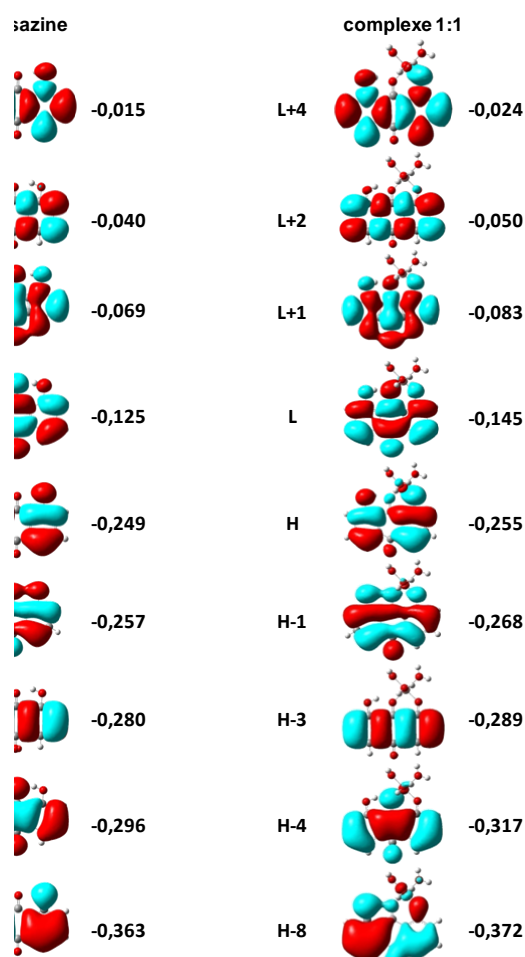 sazine complexe 1:1
-0,015 L+4 -0,024
-0,040 L+2 -0,050
-0,069 L+1 -0,083
-0,125 L -0,145
-0,249 H -0,255
-0,257 H-1 -0,268
-0,280 H-3 -0,289
-0,296 H-4 -0,317
-0,363 H-8 -0,372